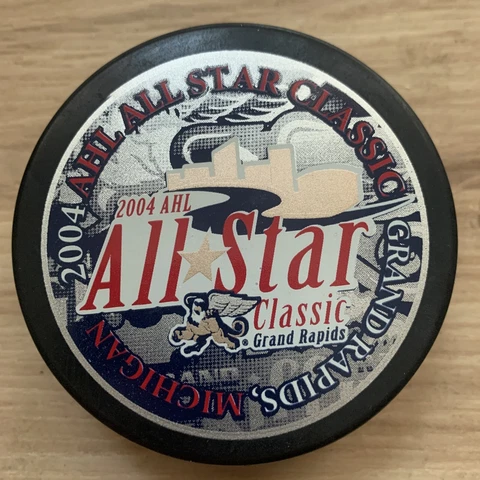 2004 AHL ALL STAR CLASSIC
GRAND RAPIDS, MICHIGAN
2004 AHL
All Star
Classic
Grand Rapids